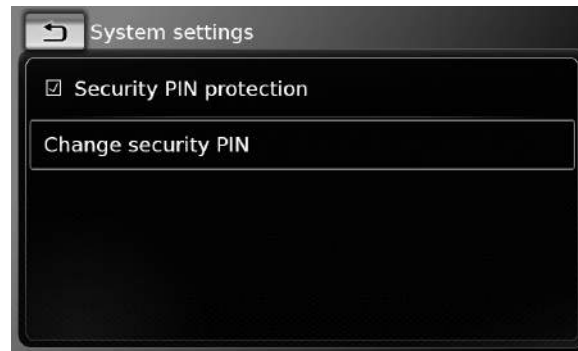 System settings
Security PIN protection
Change security PIN